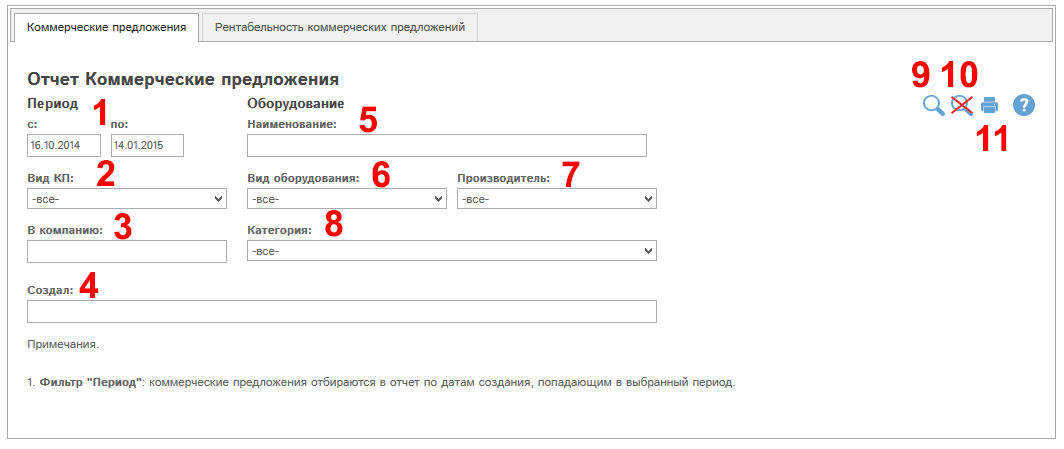 Коммерческие предложения Рентабельность коммерческих предложений
Отчет Коммерческие предложения 9 10
Период 1 Оборудование ?
с: по: Наименование: 5 11
16.10.2014 14.01.2015
Вид КП: 2 Вид оборудования: 6 Производитель: 7
-все- -все- -все-
В компанию: 3 Категория: 8
-все-
Создал: 4
Примечания.
1. Фильтр "Период": коммерческие предложения отбираются в отчет по датам создания, попадающим в выбранный период.